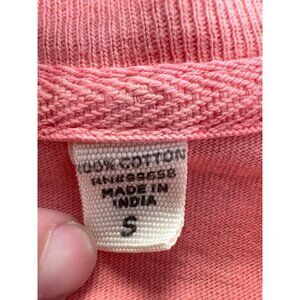 100% COTTON
RN#99658
MADE IN
INDIA
S